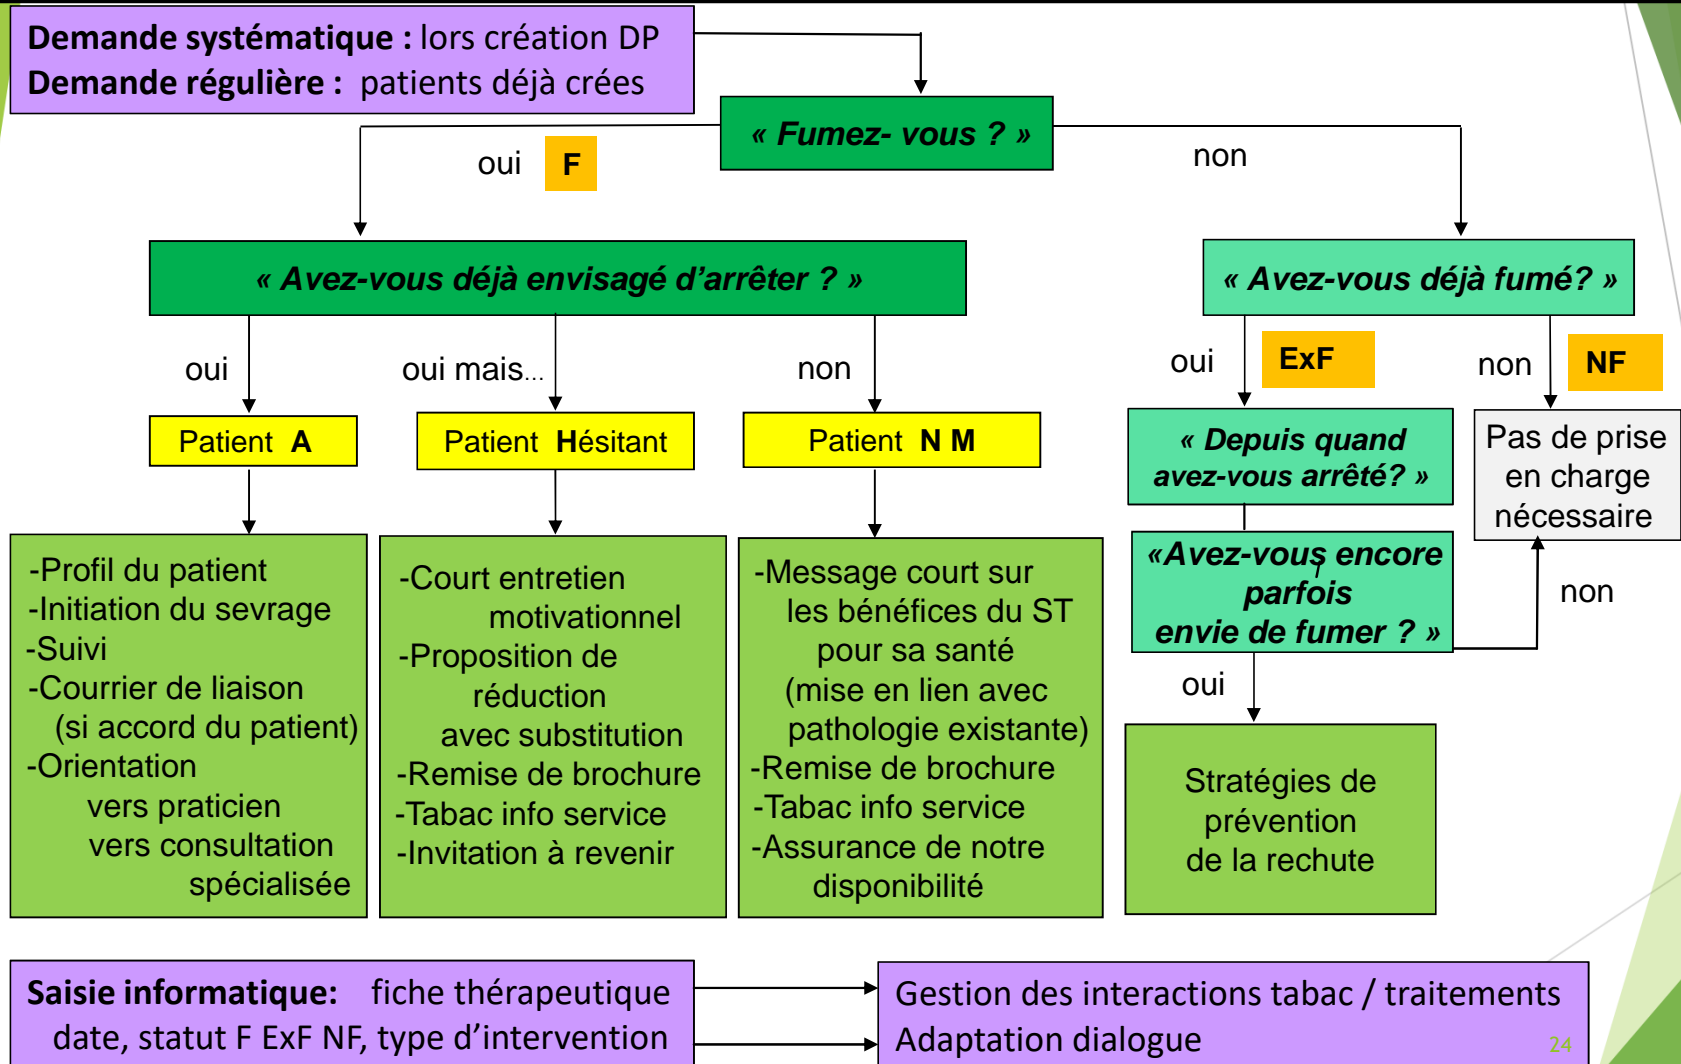 Demande systématique : lors création DP
Demande régulière : patients déjà crées
« Fumez- vous ? »
oui F
non
« Avez-vous déjà envisagé d'arrêter ? »
« Avez-vous déjà fumé? »
oui
oui mais...
non
oui ExF
non NF
Patient A
Patient Hésitant
Patient N M
« Depuis quand
avez-vous arrêté? »
Pas de prise
en charge
nécessaire
-Profil du patient
-Initiation du sevrage
-Suivi
-Courrier de liaison
(si accord du patient)
-Orientation
vers praticien
vers consultation
spécialisée
-Court entretien
motivationnel
-Proposition de
réduction
avec substitution
-Remise de brochure
-Tabac info service
-Invitation à revenir
-Message court sur
les bénéfices du ST
pour sa santé
(mise en lien avec
pathologie existante)
-Remise de brochure
-Tabac info service
-Assurance de notre
disponibilité
«Avez-vous encore
parfois
envie de fumer ? »
non
oui
Stratégies de
prévention
de la rechute
Saisie informatique: fiche thérapeutique
date, statut F ExF NF, type d'intervention
Gestion des interactions tabac / traitements
Adaptation dialogue
24